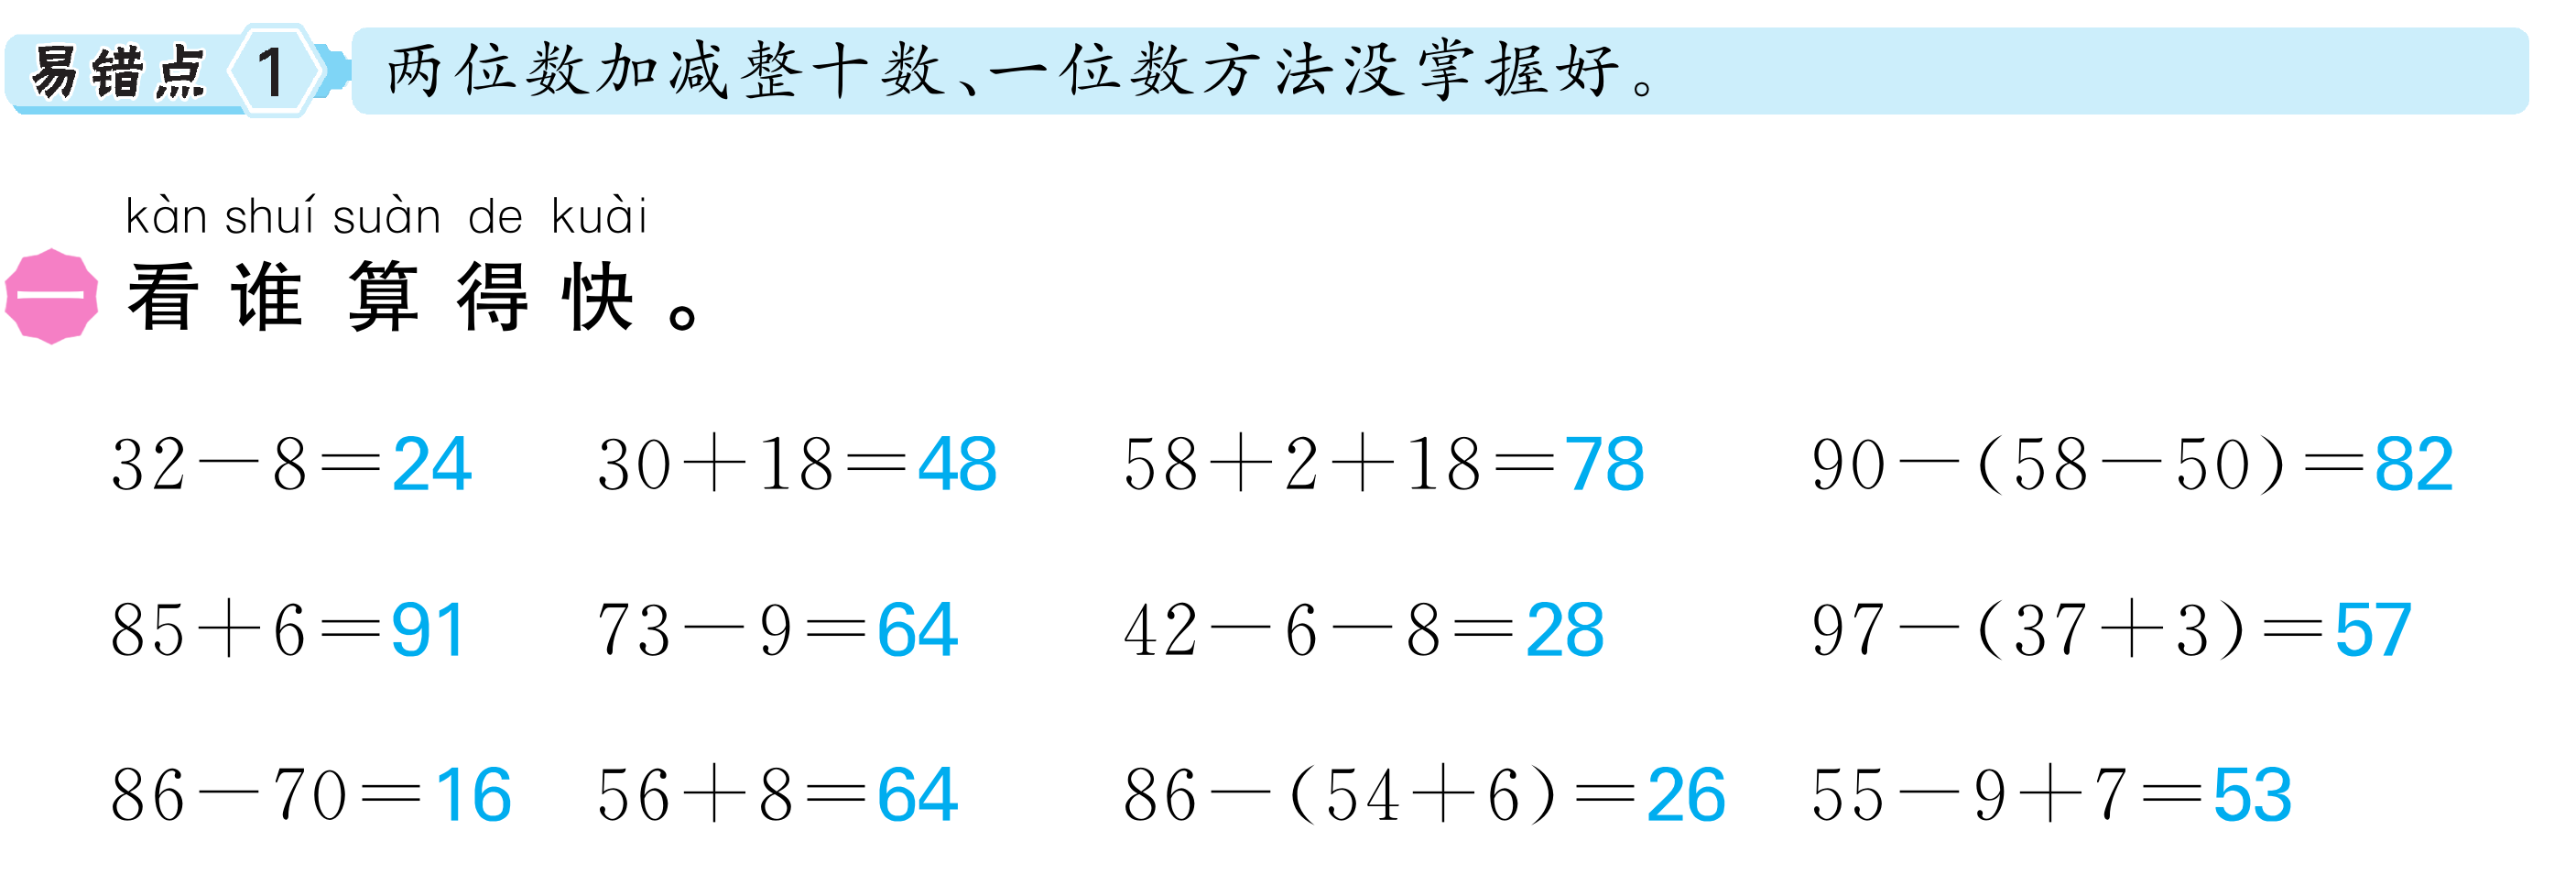 易错点 1 两位数加减整十数、一位数方法没掌握好。
kàn shuí suàn de kuài
一 看谁算得快。
32－8＝24 30＋18＝48 58＋2＋18＝78 90－(58－50)＝82
85＋6＝91 73－9＝64 42－6－8＝28 97－(37＋3)＝57
86－70＝16 56＋8＝64 86－(54＋6)＝26 55－9＋7＝53